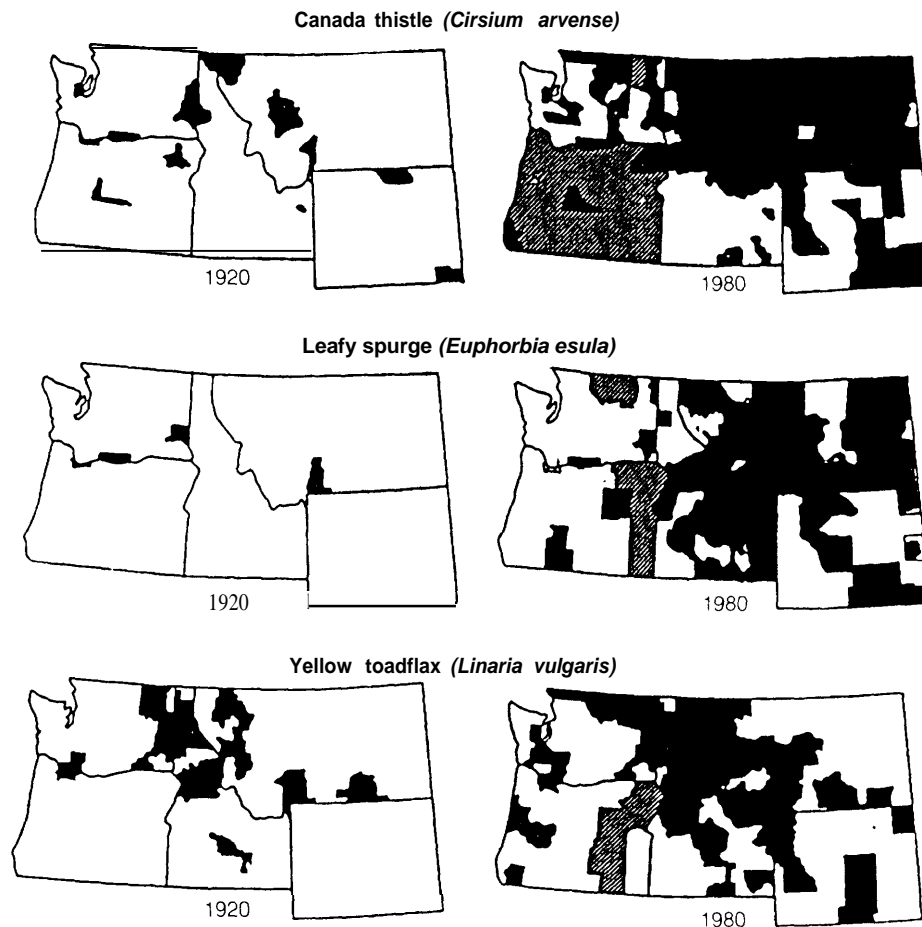 Canada thistle (Cirsium arvense)
1920
1980
Leafy spurge (Euphorbia esula)
1920
1980
Yellow toadflax (Linaria vulgaris)
1920
1980